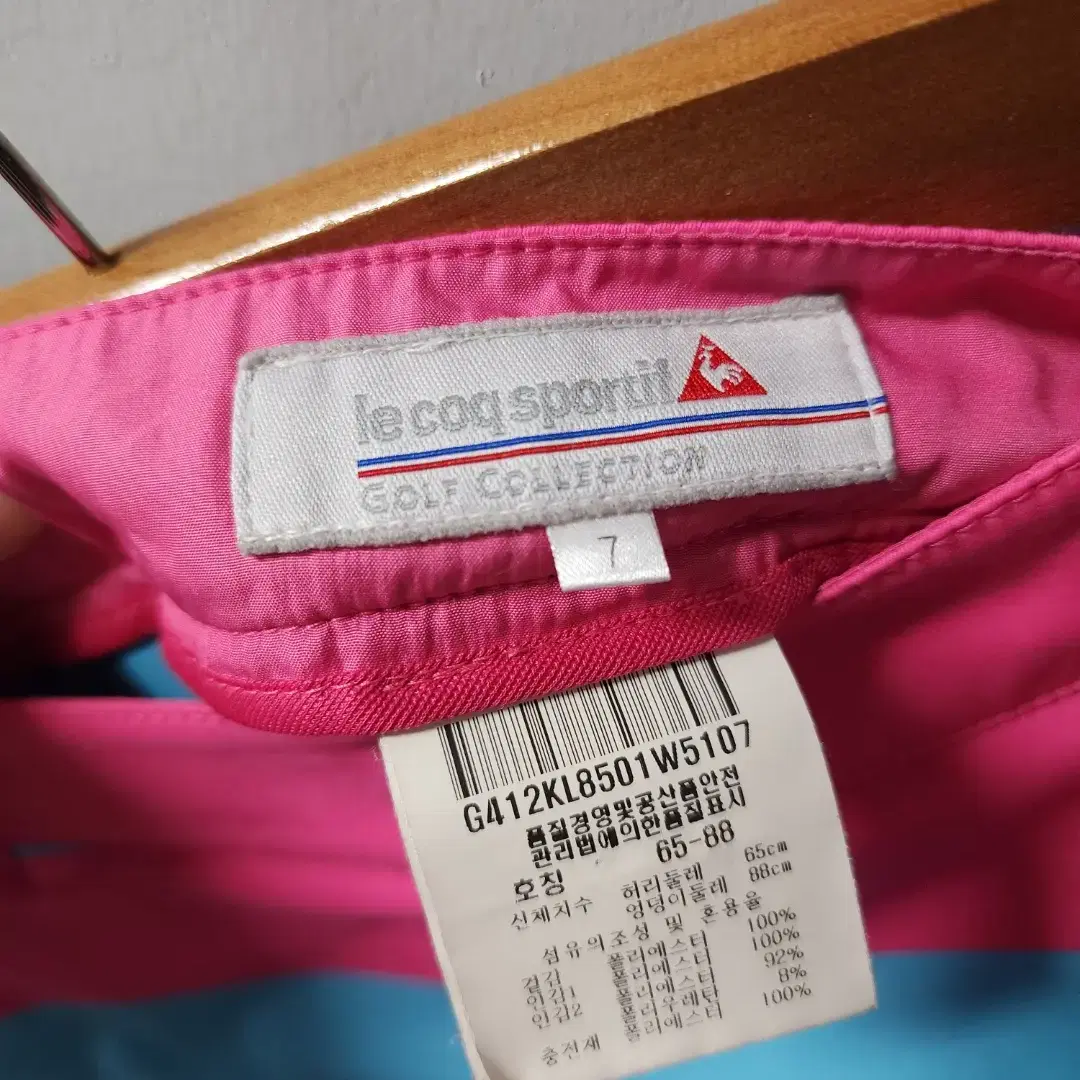 le coq sportif
GOLF COLLECTION
7
G412KL8501W5107
품질경영및공산품안전
관리법에의한품질표시
호칭 65-88
신체치수 허리둘레 65cm
엉덩이둘레 88cm
섬유의조성 및 혼용율
겉감 폴리에스터 100%
안감1 폴리에스터 100%
안감2 폴리에스터 92%
폴리우레탄 8%
충전재 폴리에스터 100%